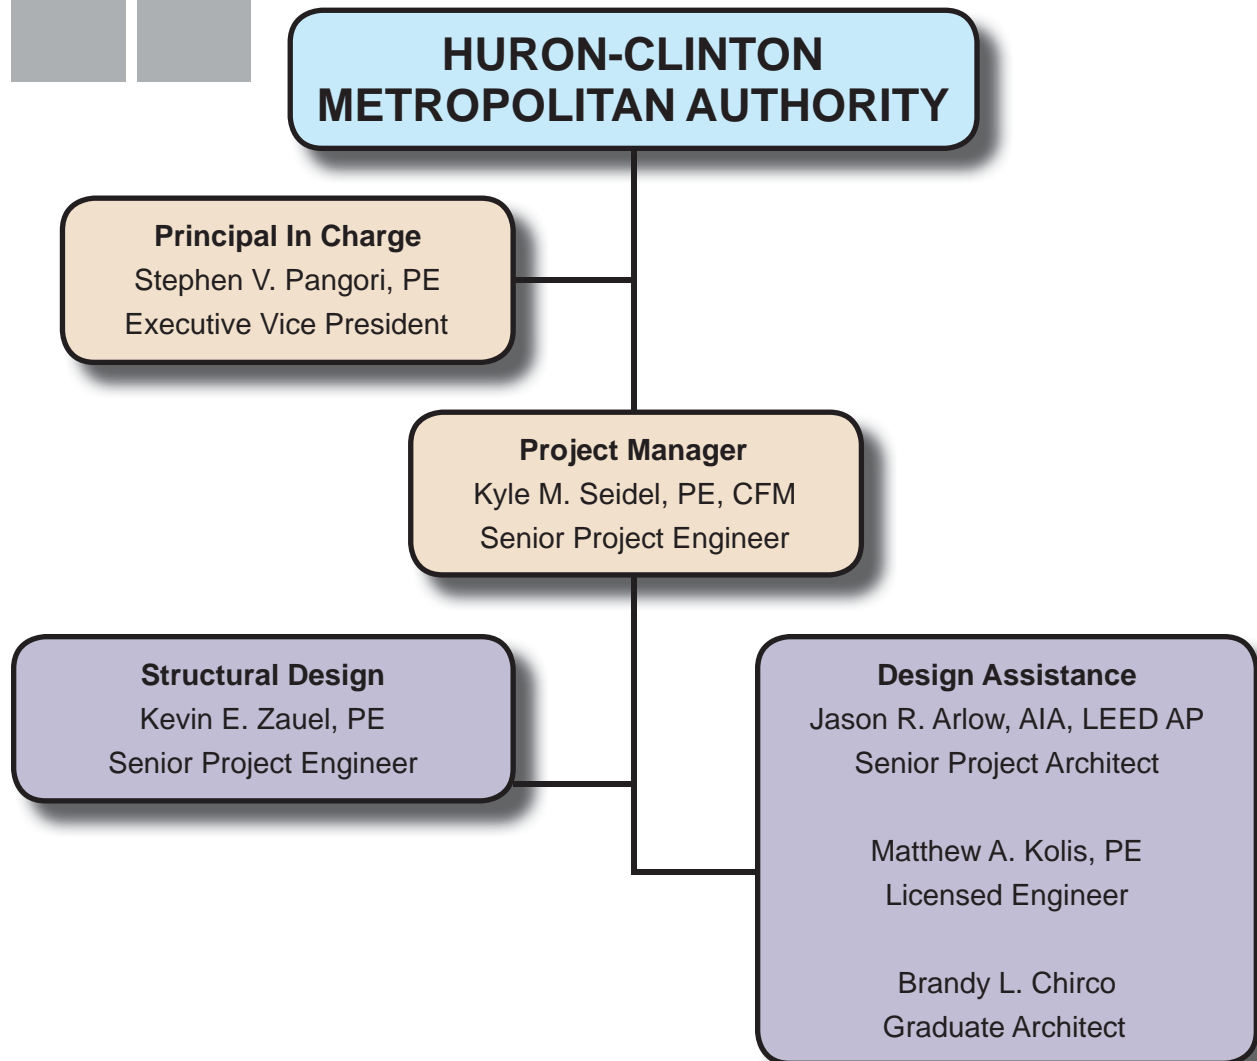 HURON-CLINTON
METROPOLITAN AUTHORITY
Principal In Charge
Stephen V. Pangori, PE
Executive Vice President
Project Manager
Kyle M. Seidel, PE, CFM
Senior Project Engineer
Structural Design
Kevin E. Zauel, PE
Senior Project Engineer
Design Assistance
Jason R. Arlow, AIA, LEED AP
Senior Project Architect
Matthew A. Kolis, PE
Licensed Engineer
Brandy L. Chirco
Graduate Architect